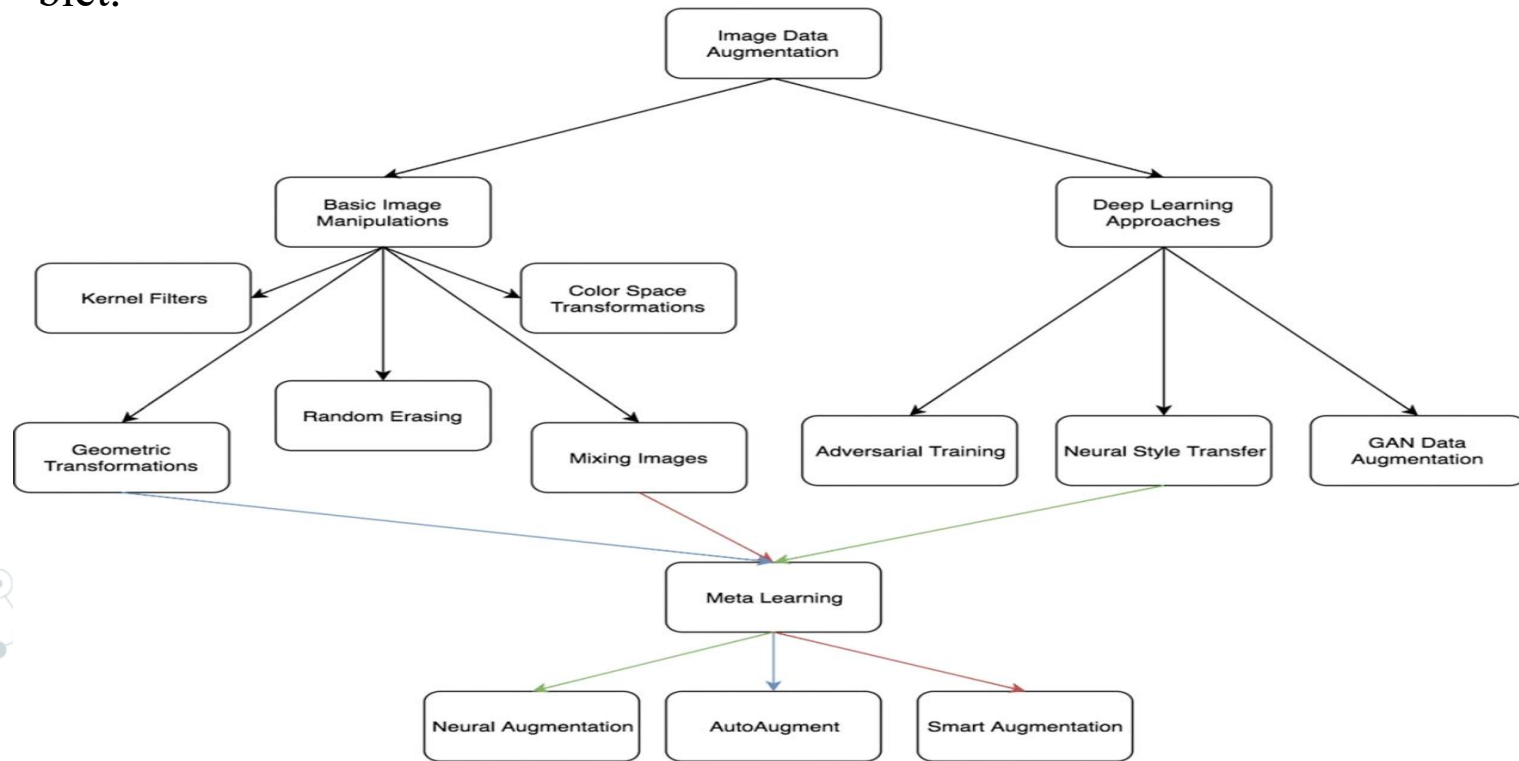 Image Data
Augmentation
Basic Image
Manipulations
Deep Learning
Approaches
Kernel Filters
Color Space
Transformations
Random Erasing
Geometric
Transformations
Mixing Images
Adversarial Training
Neural Style Transfer
GAN Data
Augmentation
Meta Learning
Neural Augmentation
AutoAugment
Smart Augmentation